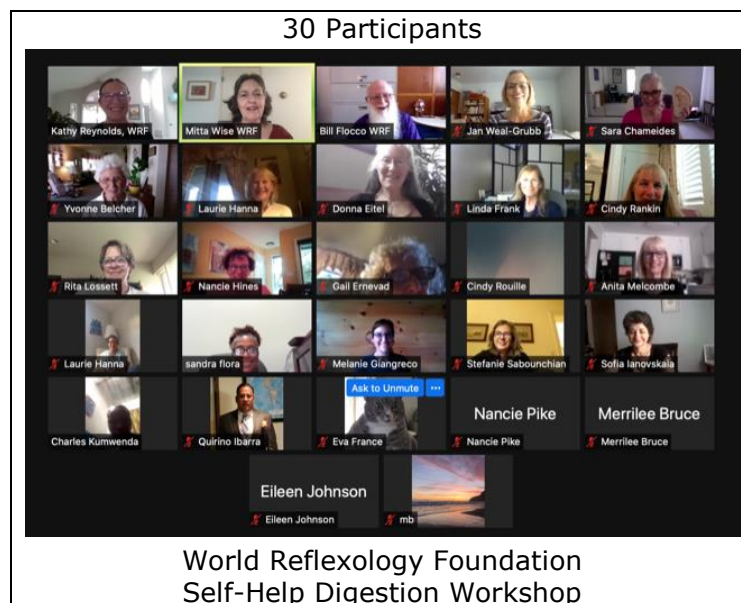 30 Participants
Kathy Reynolds, WRF
Mitta Wise WRF
Bill Flocco WRF
Jan Weal-Grubb
Sara Chameides
Yvonne Belcher
Laurie Hanna
Donna Eitel
Linda Frank
Cindy Rankin
Rita Lossett
Nancie Hines
Gail Ernevad
Cindy Rouille
Anita Melcombe
Laurie Hanna
sandra flora
Melanie Giangreco
Stefanie Sabounchian
Sofia Ianovskaia
Charles Kumwenda
Quirino Ibarra
Ask to Unmute
Eva France
Nancie Pike
Nancie Pike
Merrilee Bruce
Merrilee Bruce
Eileen Johnson
Eileen Johnson
mb
World Reflexology Foundation
Self-Help Digestion Workshop